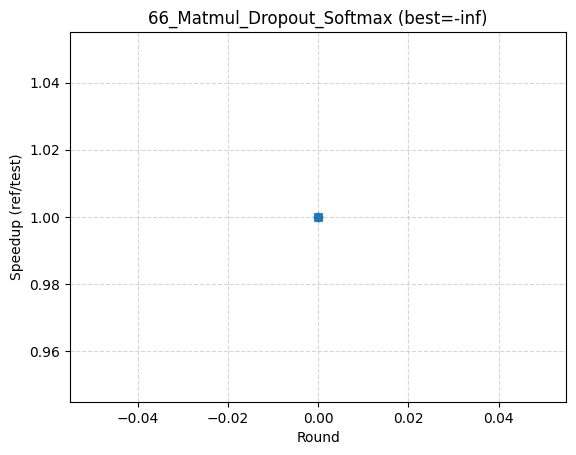 66_Matmul_Dropout_Softmax (best=-inf)
Speedup (ref/test)
1.04
1.02
1.00
0.98
0.96
−0.04 −0.02 0.00 0.02 0.04
Round